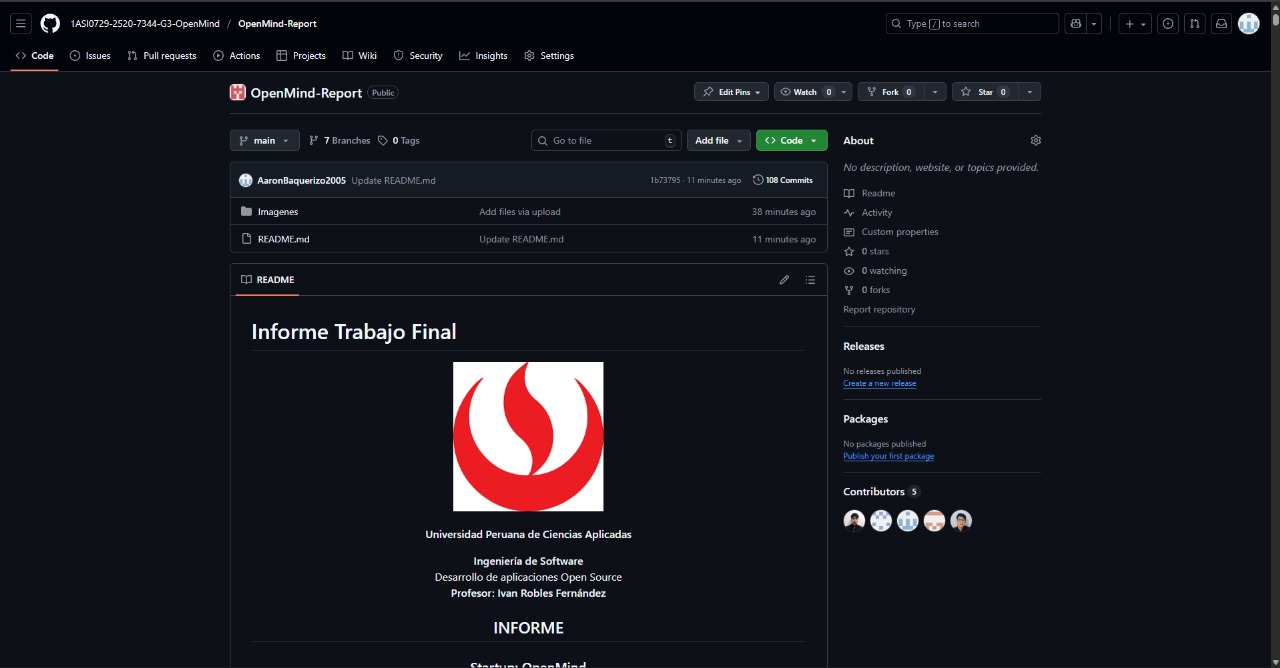 1ASI0729-2520-7344-G3-OpenMind / OpenMind-Report
Type / to search
Code Issues Pull requests Actions Projects Wiki Security Insights Settings
OpenMind-Report Public
Edit Pins Watch 0 Fork 0 Star 0
main 7 Branches 0 Tags Go to file t Add file Code
AaronBaquerizo2005 Update README.md 1b73795 · 11 minutes ago 108 Commits
Imagenes Add files via upload 38 minutes ago
README.md Update README.md 11 minutes ago
README
Informe Trabajo Final
Universidad Peruana de Ciencias Aplicadas
Ingeniería de Software
Desarrollo de aplicaciones Open Source
Profesor: Ivan Robles Fernández
INFORME
Startup: OpenMind
About
No description, website, or topics provided.
Readme
Activity
Custom properties
0 stars
0 watching
0 forks
Report repository
Releases
No releases published
Create a new release
Packages
No packages published
Publish your first package
Contributors 5